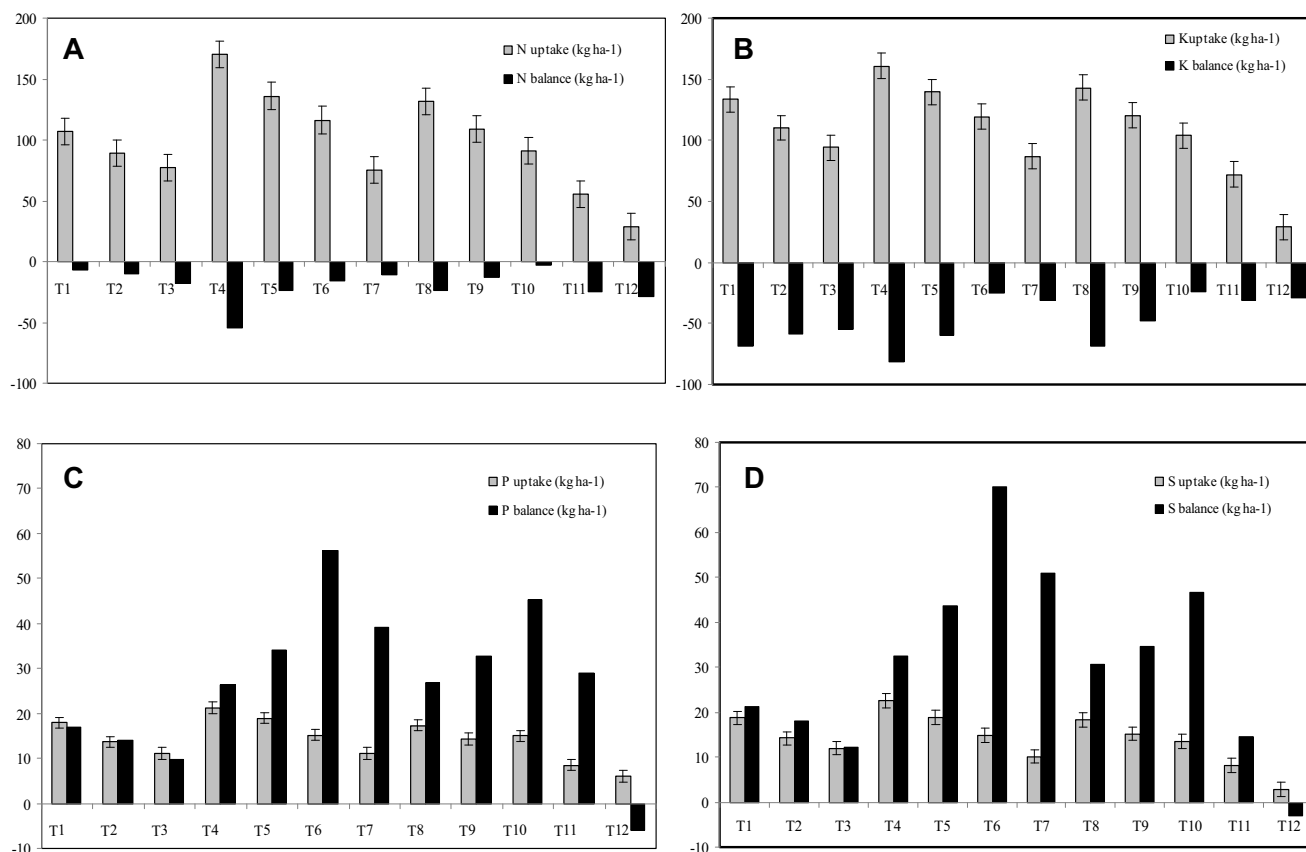 A
N uptake (kg ha-1)
N balance (kg ha-1)
200
150
100
50
0
-50
-100
T1 T2 T3 T4 T5 T6 T7 T8 T9 T10 T11 T12
B
Kuptake (kg ha-1)
K balance (kg ha-1)
200
150
100
50
0
-50
-100
T1 T2 T3 T4 T5 T6 T7 T8 T9 T10 T11 T12
C
P uptake (kg ha-1)
P balance (kg ha-1)
80
70
60
50
40
30
20
10
0
-10
T1 T2 T3 T4 T5 T6 T7 T8 T9 T10 T11 T12
D
S uptake (kg ha-1)
S balance (kg ha-1)
80
70
60
50
40
30
20
10
0
-10
T1 T2 T3 T4 T5 T6 T7 T8 T9 T10 T11 T12